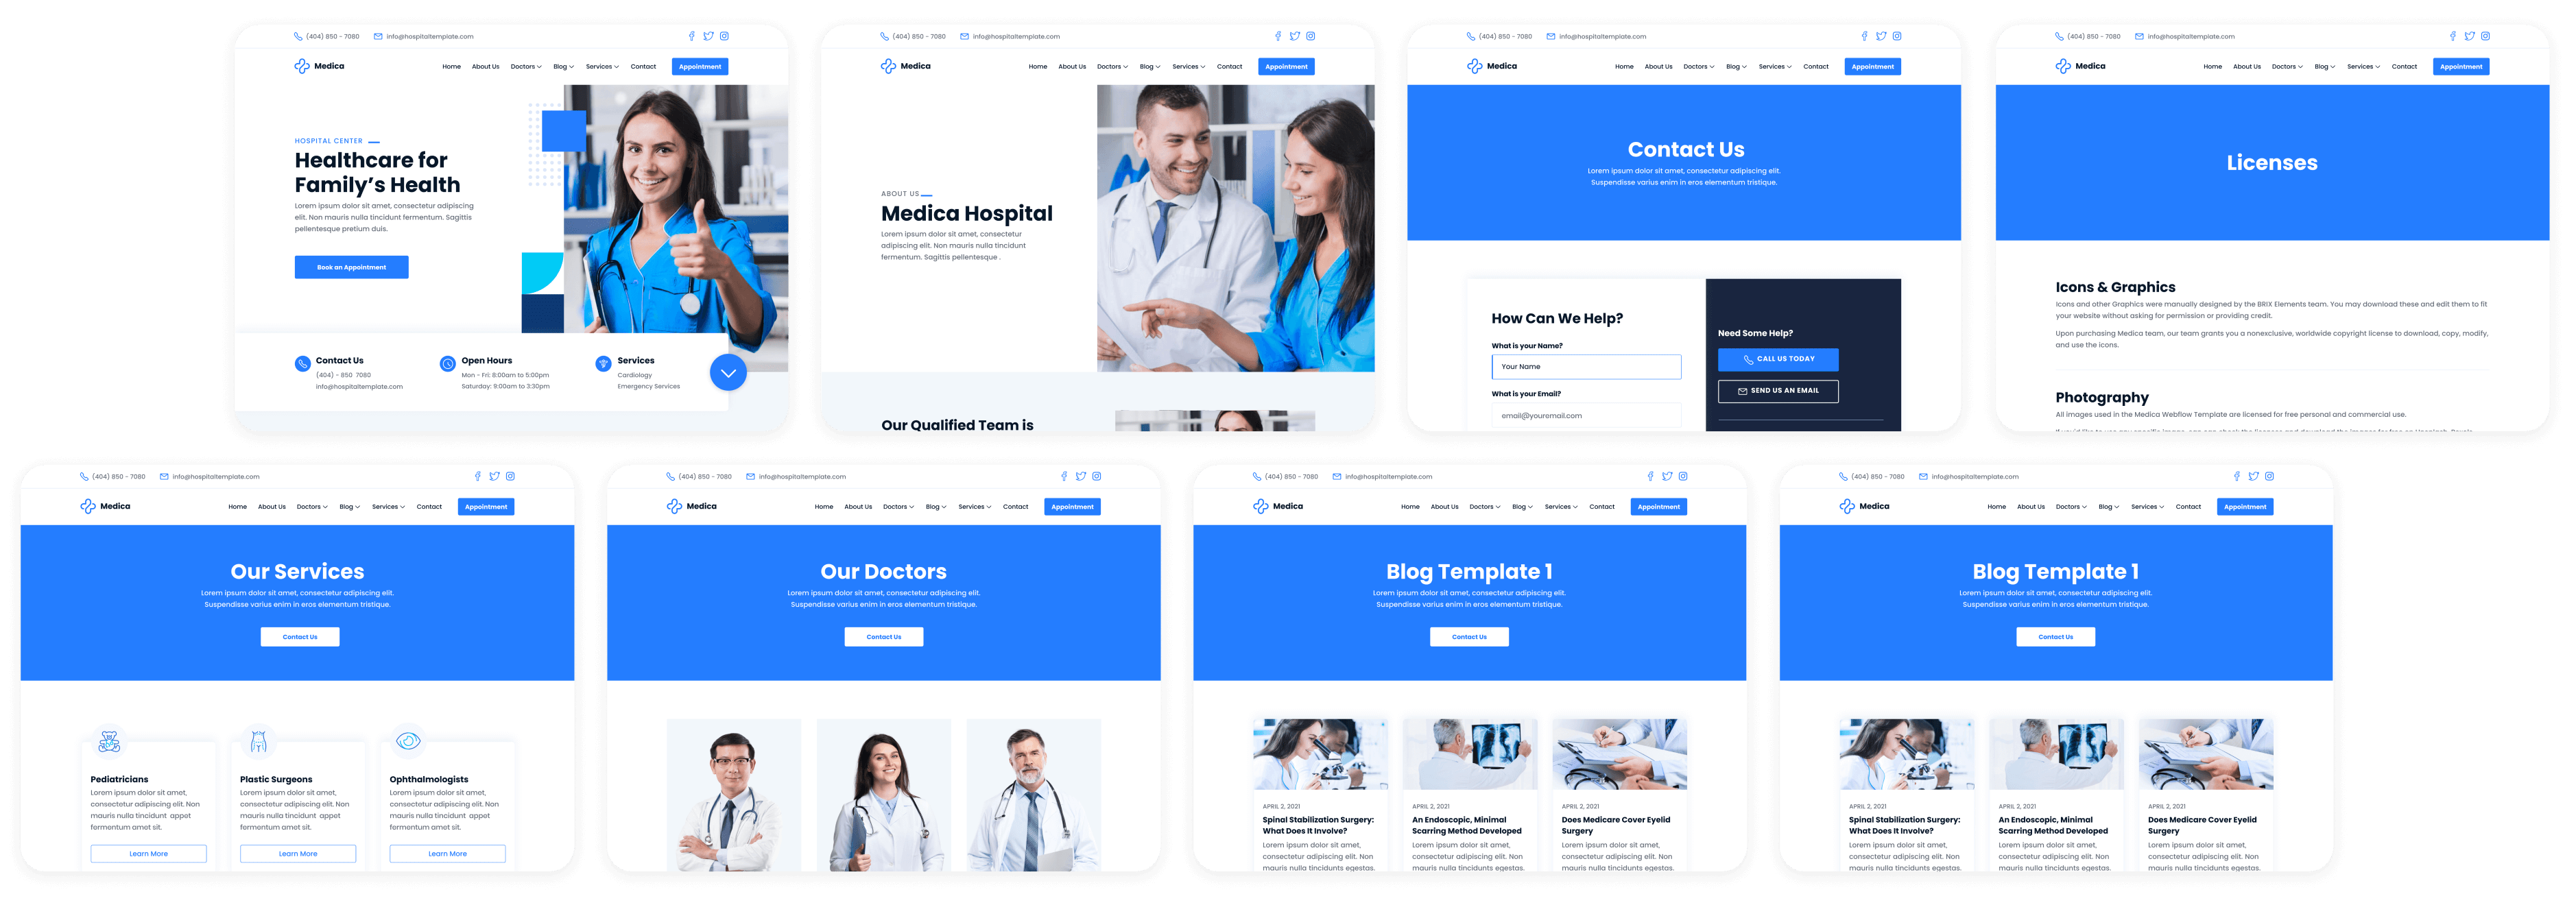 (404) 850 - 7080 info@hospitaltemplate.com
Medica Home About Us Doctors Blog Services Contact Appointment
HOSPITAL CENTER
Healthcare for
Family’s Health
Lorem ipsum dolor sit amet, consectetur adipiscing
elit. Non mauris nulla tincidunt fermentum. Sagittis
pellentesque pretium duis.
Book an Appointment
Contact Us
(404) - 850 7080
info@hospitaltemplate.com
Open Hours
Mon - Fri: 8:00am to 5:00pm
Saturday: 9:00am to 3:30pm
Services
Cardiology
Emergency Services
(404) 850 - 7080 info@hospitaltemplate.com
Medica Home About Us Doctors Blog Services Contact Appointment
ABOUT US
Medica Hospital
Lorem ipsum dolor sit amet, consectetur
adipiscing elit. Non mauris nulla tincidunt
fermentum. Sagittis pellentesque .
Our Qualified Team is
(404) 850 - 7080 info@hospitaltemplate.com
Medica Home About Us Doctors Blog Services Contact Appointment
Contact Us
Lorem ipsum dolor sit amet, consectetur adipiscing elit.
Suspendisse varius enim in eros elementum tristique.
How Can We Help?
What is your Name?
Your Name
What is your Email?
email@youremail.com
Need Some Help?
CALL US TODAY
SEND US AN EMAIL
(404) 850 - 7080 info@hospitaltemplate.com
Medica Home About Us Doctors Blog Services Contact Appointment
Licenses
Icons & Graphics
Icons and other Graphics were manually designed by the BRIX Elements team. You may download these and edit them to fit
your website without asking for permission or providing credit.
Upon purchasing Medica team, our team grants you a nonexclusive, worldwide copyright license to download, copy, modify,
and use the icons.
Photography
All images used in the Medica Webflow Template are licensed for free personal and commercial use.
(404) 850 - 7080 info@hospitaltemplate.com
Medica Home About Us Doctors Blog Services Contact Appointment
Our Services
Lorem ipsum dolor sit amet, consectetur adipiscing elit.
Suspendisse varius enim in eros elementum tristique.
Contact Us
Pediatricians
Lorem ipsum dolor sit amet,
consectetur adipiscing elit. Non
mauris nulla tincidunt appet
fermentum amet sit.
Learn More
Plastic Surgeons
Lorem ipsum dolor sit amet,
consectetur adipiscing elit. Non
mauris nulla tincidunt appet
fermentum amet sit.
Learn More
Ophthalmologists
Lorem ipsum dolor sit amet,
consectetur adipiscing elit. Non
mauris nulla tincidunt appet
fermentum amet sit.
Learn More
(404) 850 - 7080 info@hospitaltemplate.com
Medica Home About Us Doctors Blog Services Contact Appointment
Our Doctors
Lorem ipsum dolor sit amet, consectetur adipiscing elit.
Suspendisse varius enim in eros elementum tristique.
Contact Us
(404) 850 - 7080 info@hospitaltemplate.com
Medica Home About Us Doctors Blog Services Contact Appointment
Blog Template 1
Lorem ipsum dolor sit amet, consectetur adipiscing elit.
Suspendisse varius enim in eros elementum tristique.
Contact Us
APRIL 2, 2021
Spinal Stabilization Surgery:
What Does It Involve?
Lorem ipsum dolor sit amet,
consectetur adipiscing elit. Non
mauris nulla tincidunts egestas.
APRIL 2, 2021
An Endoscopic, Minimal
Scarring Method Developed
Lorem ipsum dolor sit amet,
consectetur adipiscing elit. Non
mauris nulla tincidunts egestas.
APRIL 2, 2021
Does Medicare Cover Eyelid
Surgery
Lorem ipsum dolor sit amet,
consectetur adipiscing elit. Non
mauris nulla tincidunts egestas.
(404) 850 - 7080 info@hospitaltemplate.com
Medica Home About Us Doctors Blog Services Contact Appointment
Blog Template 1
Lorem ipsum dolor sit amet, consectetur adipiscing elit.
Suspendisse varius enim in eros elementum tristique.
Contact Us
APRIL 2, 2021
Spinal Stabilization Surgery:
What Does It Involve?
Lorem ipsum dolor sit amet,
consectetur adipiscing elit. Non
mauris nulla tincidunts egestas.
APRIL 2, 2021
An Endoscopic, Minimal
Scarring Method Developed
Lorem ipsum dolor sit amet,
consectetur adipiscing elit. Non
mauris nulla tincidunts egestas.
APRIL 2, 2021
Does Medicare Cover Eyelid
Surgery
Lorem ipsum dolor sit amet,
consectetur adipiscing elit. Non
mauris nulla tincidunts egestas.